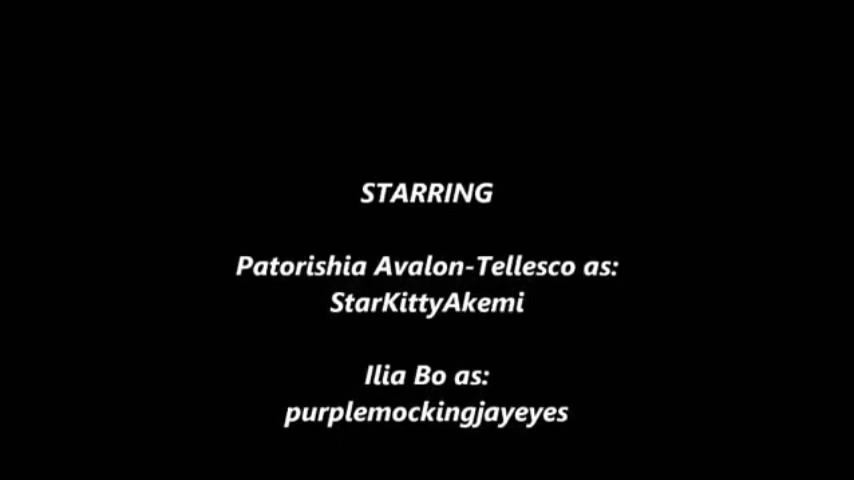 STARRING
Patorishia Avalon-Tellesco as:
StarKittyAkemi
Ilia Bo as:
purplemockingjayeyes